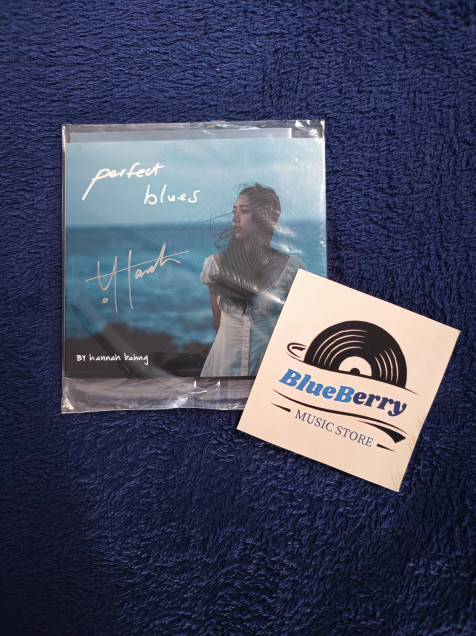 perfect
blues
BY hannah bahng
BlueBerry
MUSIC STORE